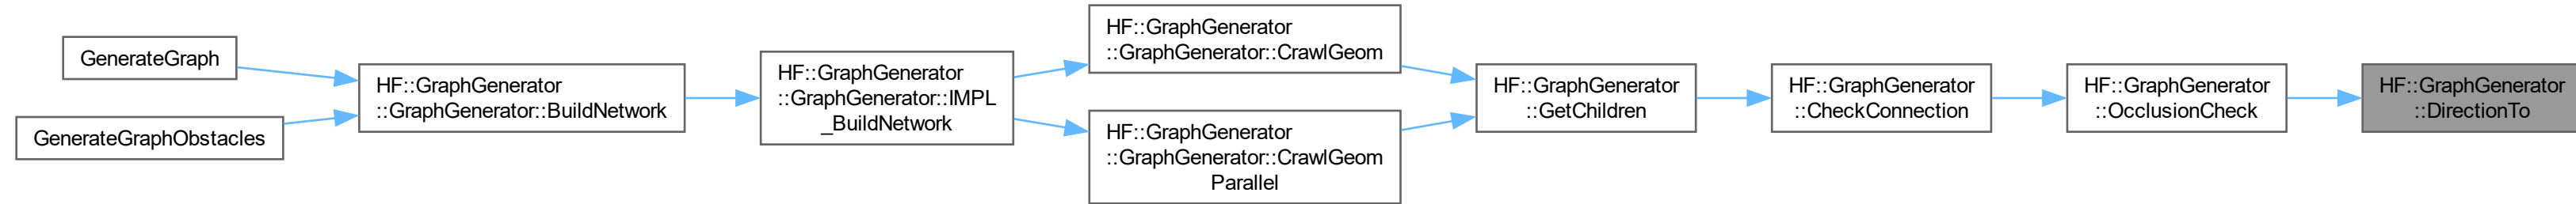 GenerateGraph
GenerateGraphObstacles
HF::GraphGenerator
::GraphGenerator::BuildNetwork
HF::GraphGenerator
::GraphGenerator::IMPL
_BuildNetwork
HF::GraphGenerator
::GraphGenerator::CrawlGeom
HF::GraphGenerator
::GraphGenerator::CrawlGeom
Parallel
HF::GraphGenerator
::GetChildren
HF::GraphGenerator
::CheckConnection
HF::GraphGenerator
::OcclusionCheck
HF::GraphGenerator
::DirectionTo